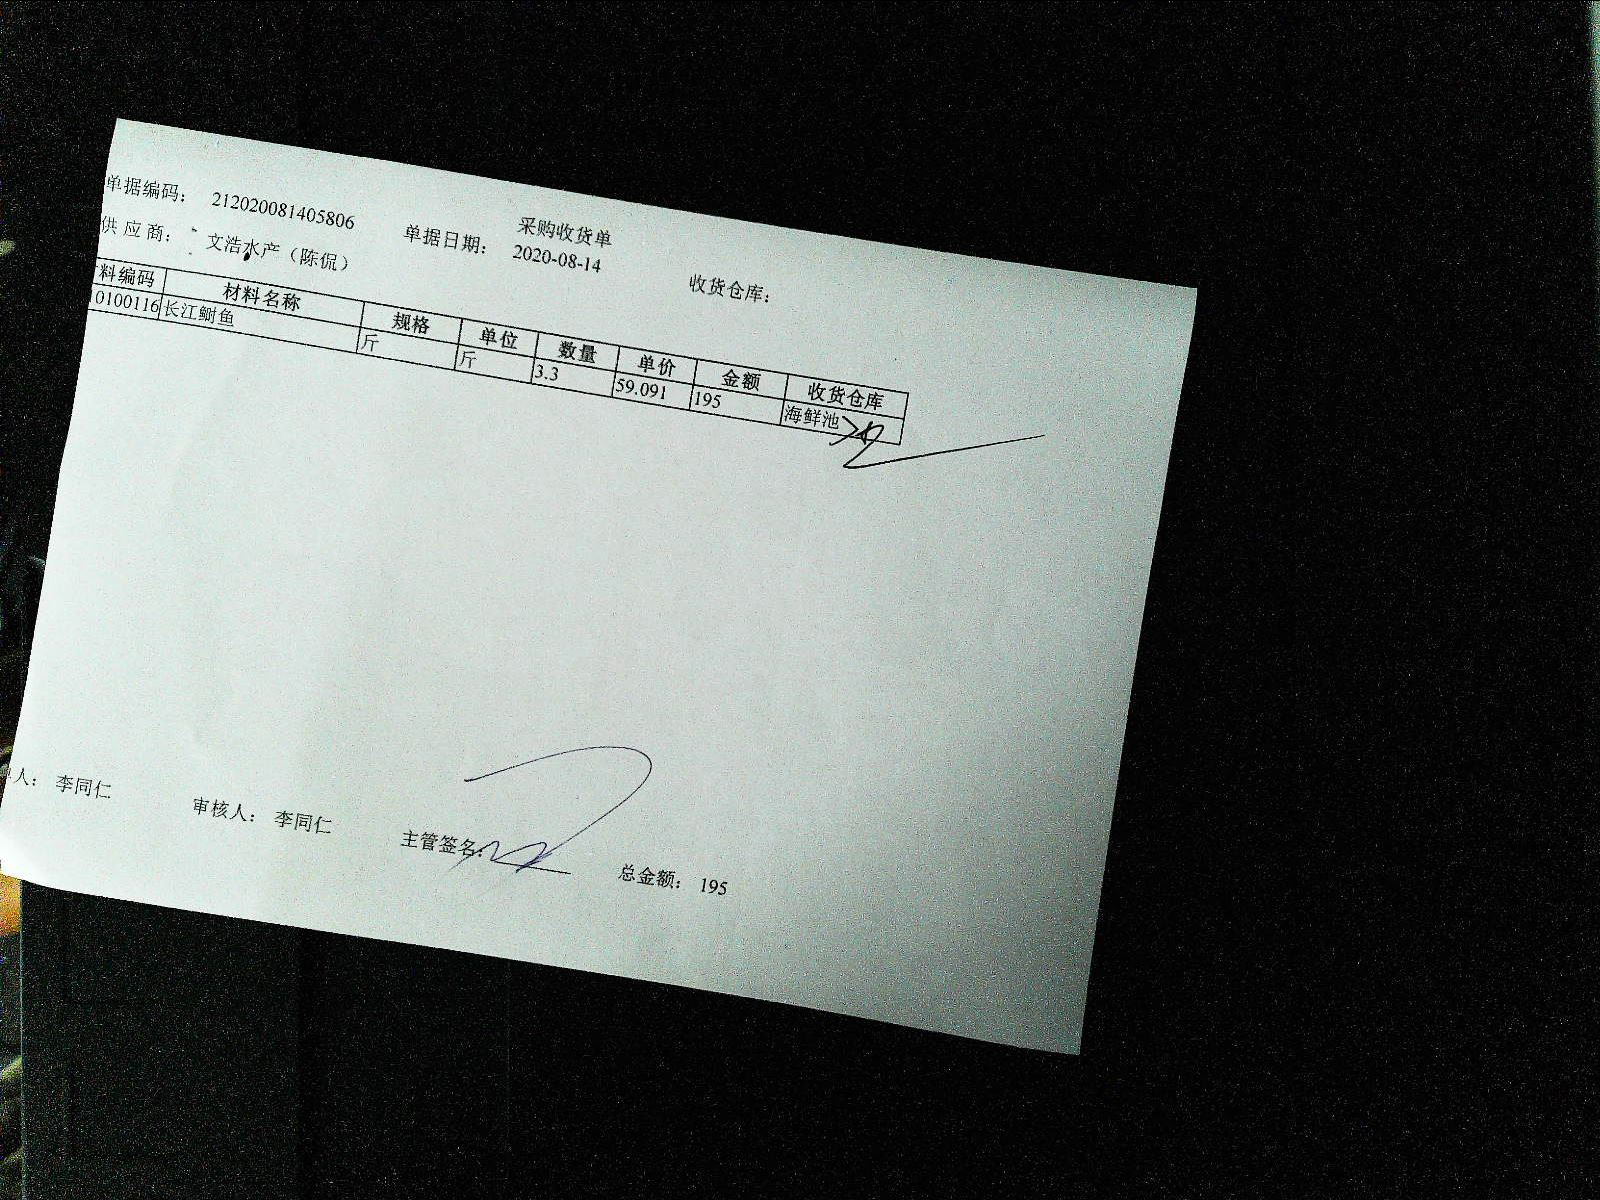 采购收货单
单据编码： 212020081405806 单据日期： 2020-08-14 收货仓库：
供应商： 文浩水产（陈侃）
料编码 材料名称 规格 单位 数量 单价 金额 收货仓库
0100116 长江鲥鱼 斤 斤 3.3 59.091 195 海鲜池
人： 李同仁 审核人： 李同仁 主管签名： 总金额： 195